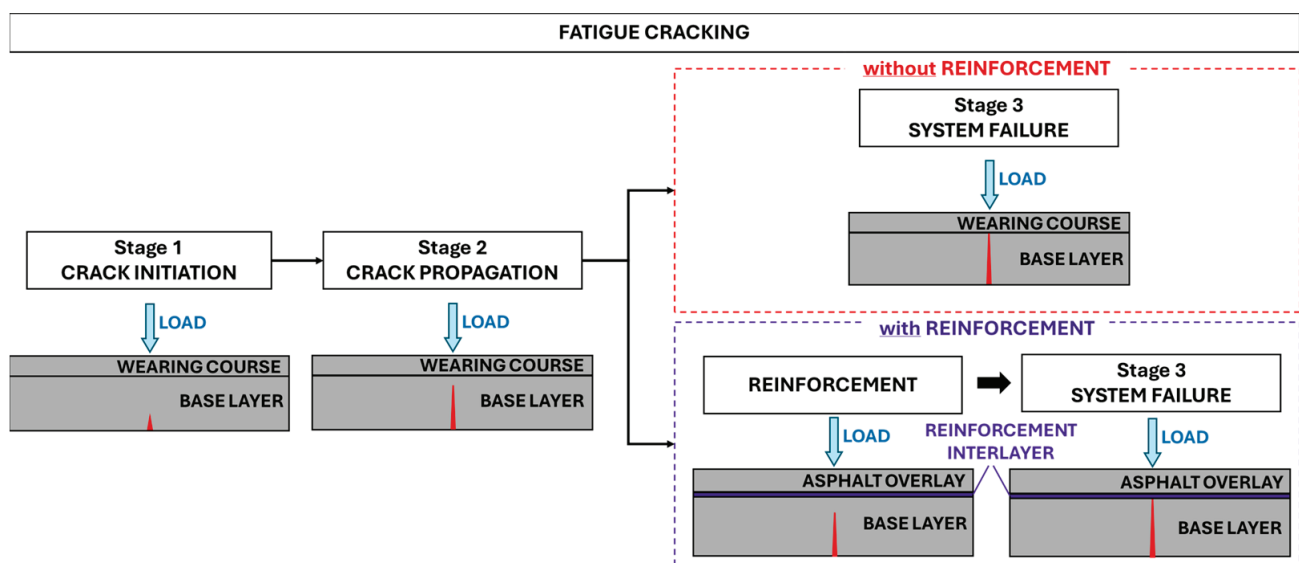 FATIGUE CRACKING
Stage 1
CRACK INITIATION
LOAD
WEARING COURSE
BASE LAYER
Stage 2
CRACK PROPAGATION
LOAD
WEARING COURSE
BASE LAYER
without REINFORCEMENT
Stage 3
SYSTEM FAILURE
LOAD
WEARING COURSE
BASE LAYER
with REINFORCEMENT
REINFORCEMENT
LOAD
ASPHALT OVERLAY
BASE LAYER
REINFORCEMENT
INTERLAYER
Stage 3
SYSTEM FAILURE
LOAD
ASPHALT OVERLAY
BASE LAYER